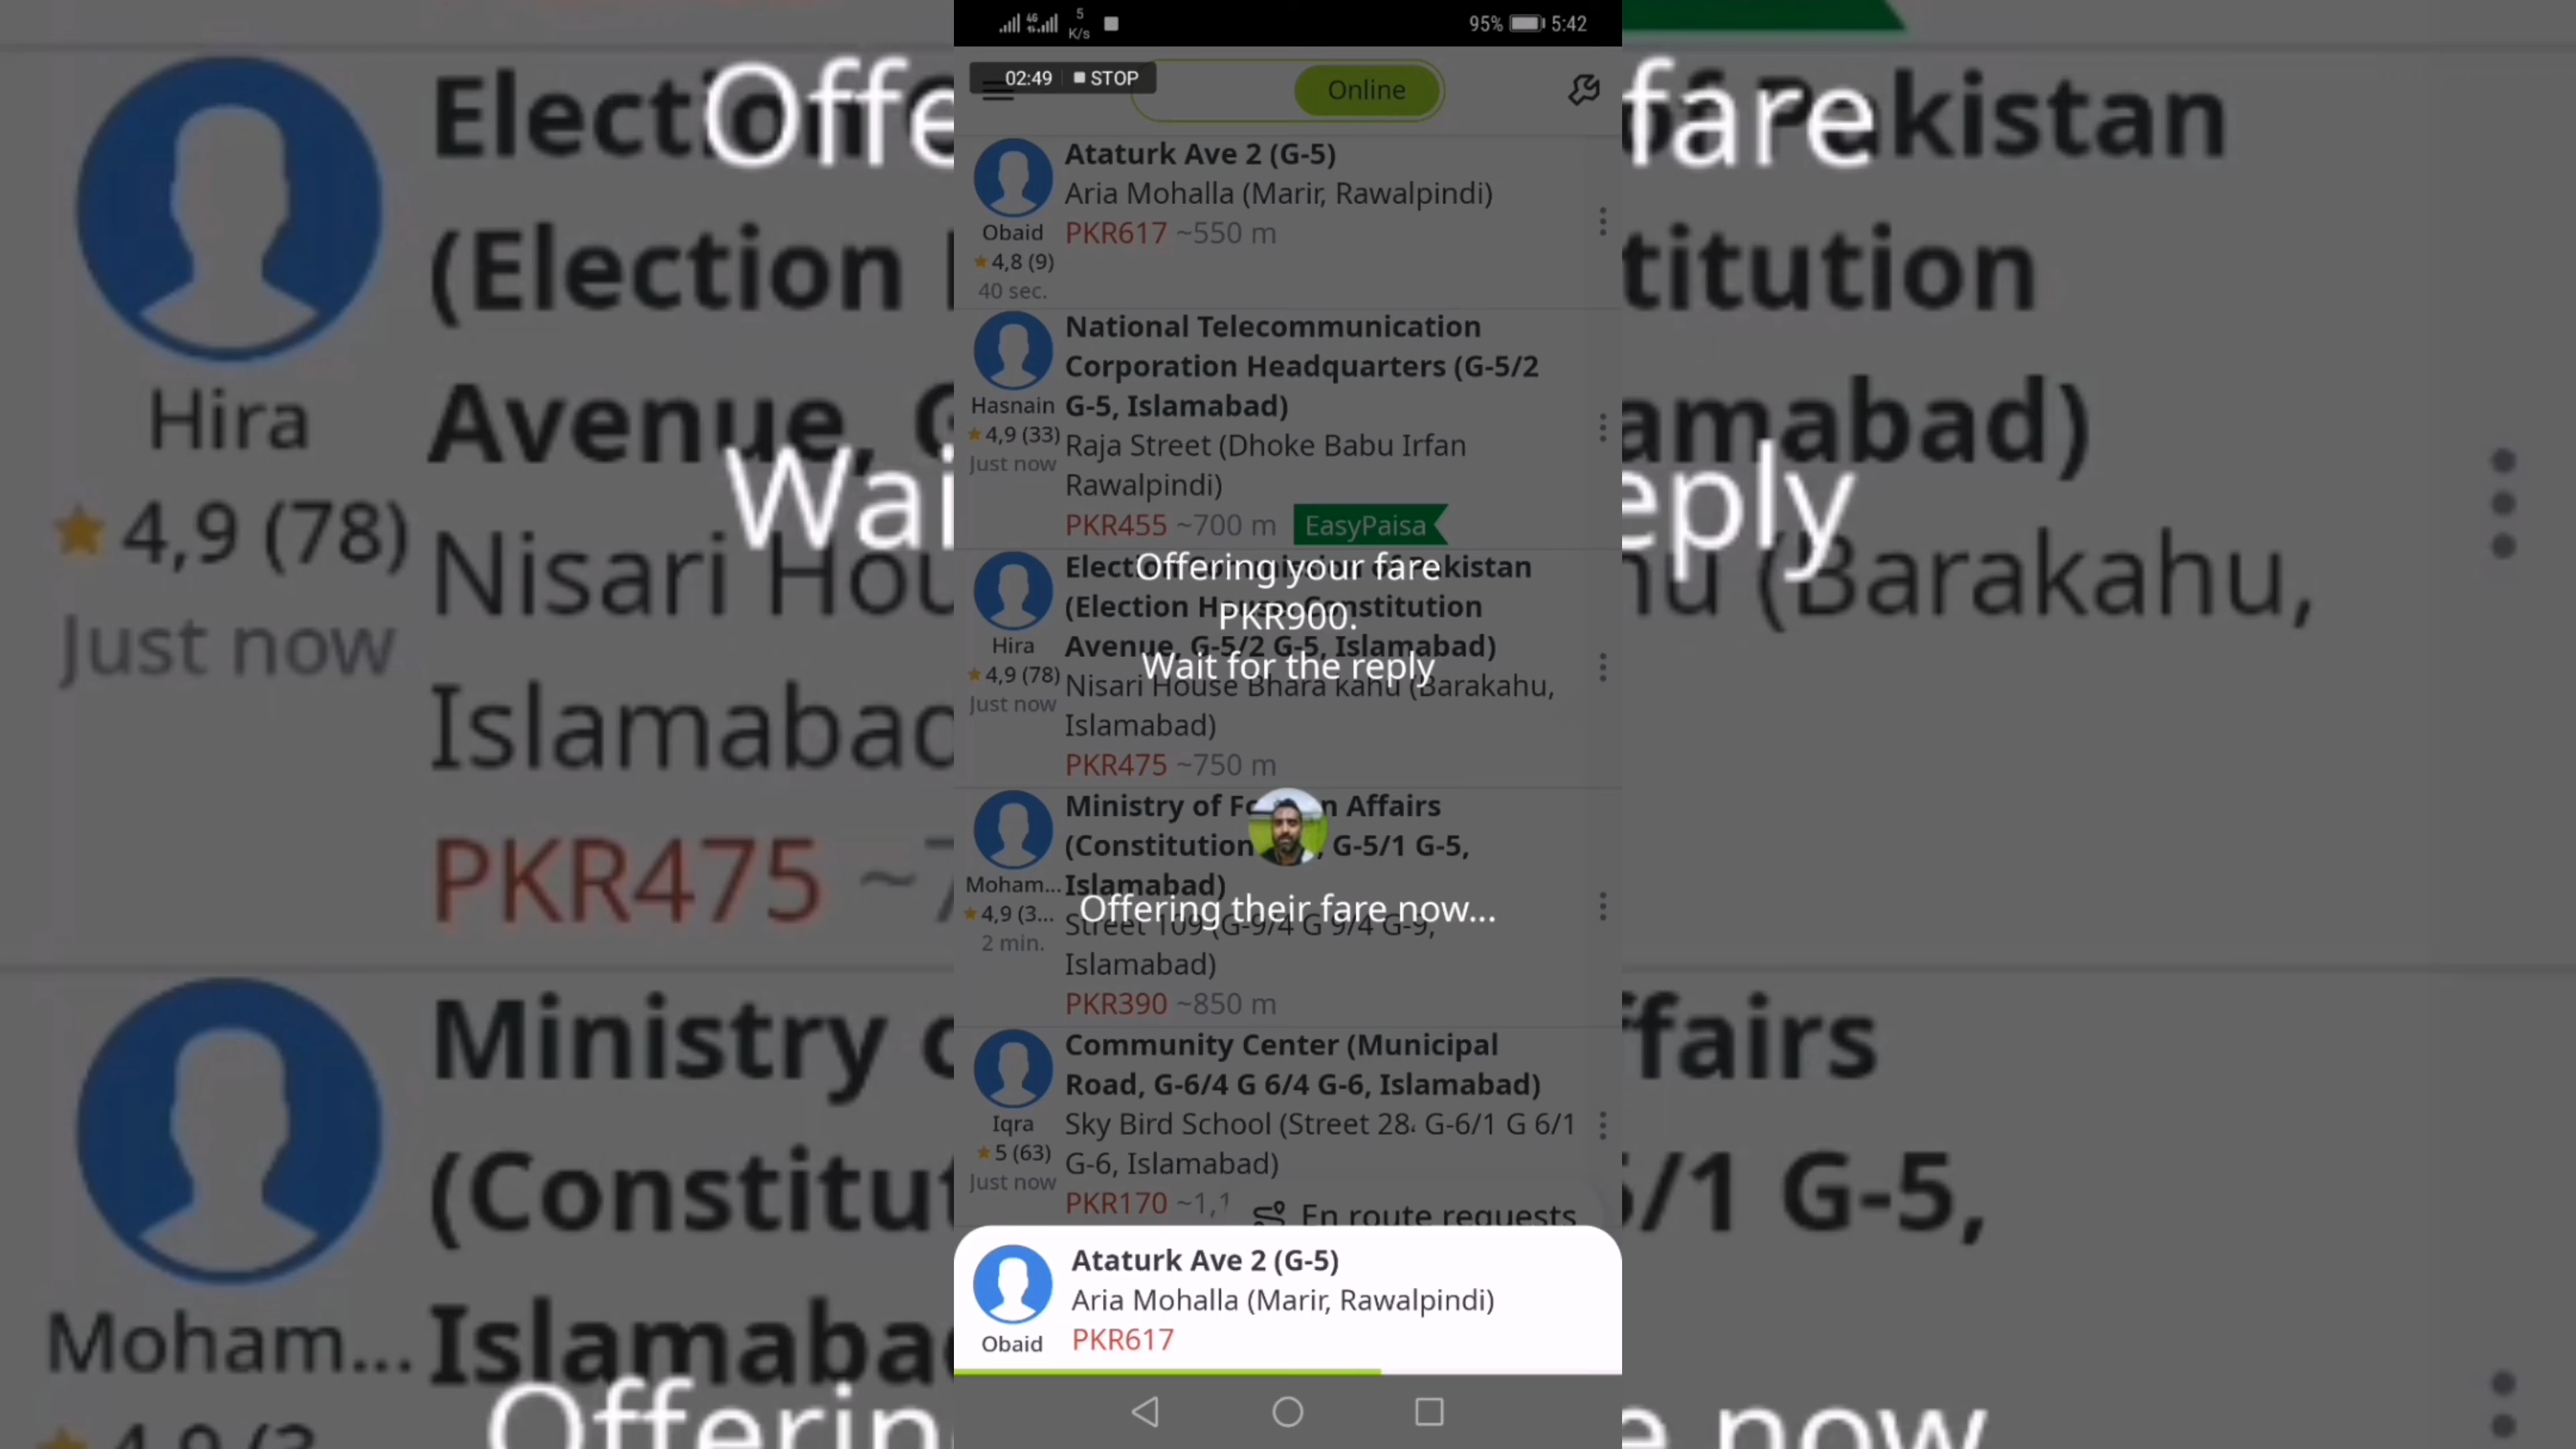 5
4G
K/s
95%
5:42
02:49
STOP
Online
Ataturk Ave 2 (G-5)
Aria Mohalla (Marir, Rawalpindi)
PKR617 ~550 m
Obaid
4,8 (9)
40 sec.
National Telecommunication
Corporation Headquarters (G-5/2
G-5, Islamabad)
Raja Street (Dhoke Babu Irfan
Rawalpindi)
PKR455 ~700 m
EasyPaisa
Hasnain
4,9 (33)
Just now
Election Commission of Pakistan
(Election House, Constitution
Avenue, G-5/2 G-5, Islamabad)
Nisari House Bhara kahu (Barakahu,
Islamabad)
PKR475 ~750 m
Hira
4,9 (78)
Just now
Offering your fare
PKR900.
Wait for the reply
Ministry of Foreign Affairs
(Constitution , G-5/1 G-5,
Islamabad)
Street 109 (G-9/4 G 9/4 G-9,
Islamabad)
PKR390 ~850 m
Moham...
4,9 (3...
2 min.
Offering their fare now...
Community Center (Municipal
Road, G-6/4 G 6/4 G-6, Islamabad)
Sky Bird School (Street 28، G-6/1 G 6/1
G-6, Islamabad)
PKR170 ~1,1
Iqra
5 (63)
Just now
En route requests
Ataturk Ave 2 (G-5)
Aria Mohalla (Marir, Rawalpindi)
PKR617
Obaid